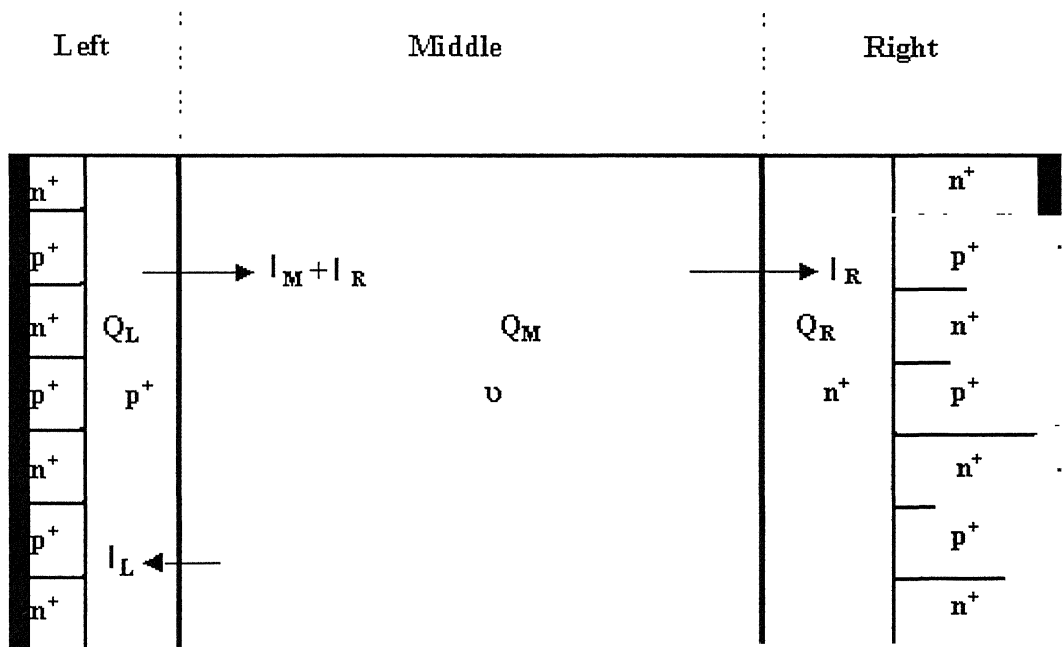 Left Middle Right
n⁺ n⁺
p⁺ I_M + I_R I_R p⁺
n⁺ Q_L Q_M Q_R n⁺
p⁺ p⁺ υ n⁺ p⁺
n⁺ n⁺
p⁺ I_L p⁺
n⁺ n⁺